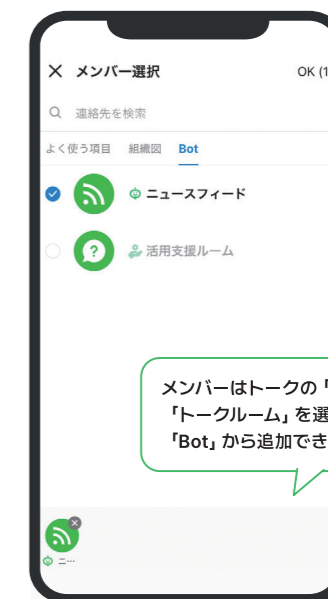 メンバー選択
OK (1
連絡先を検索
よく使う項目 組織図 Bot
ニュースフィード
活用支援ルーム
メンバーはトークの「
「トークルーム」を選
「Bot」から追加でき
ニ…